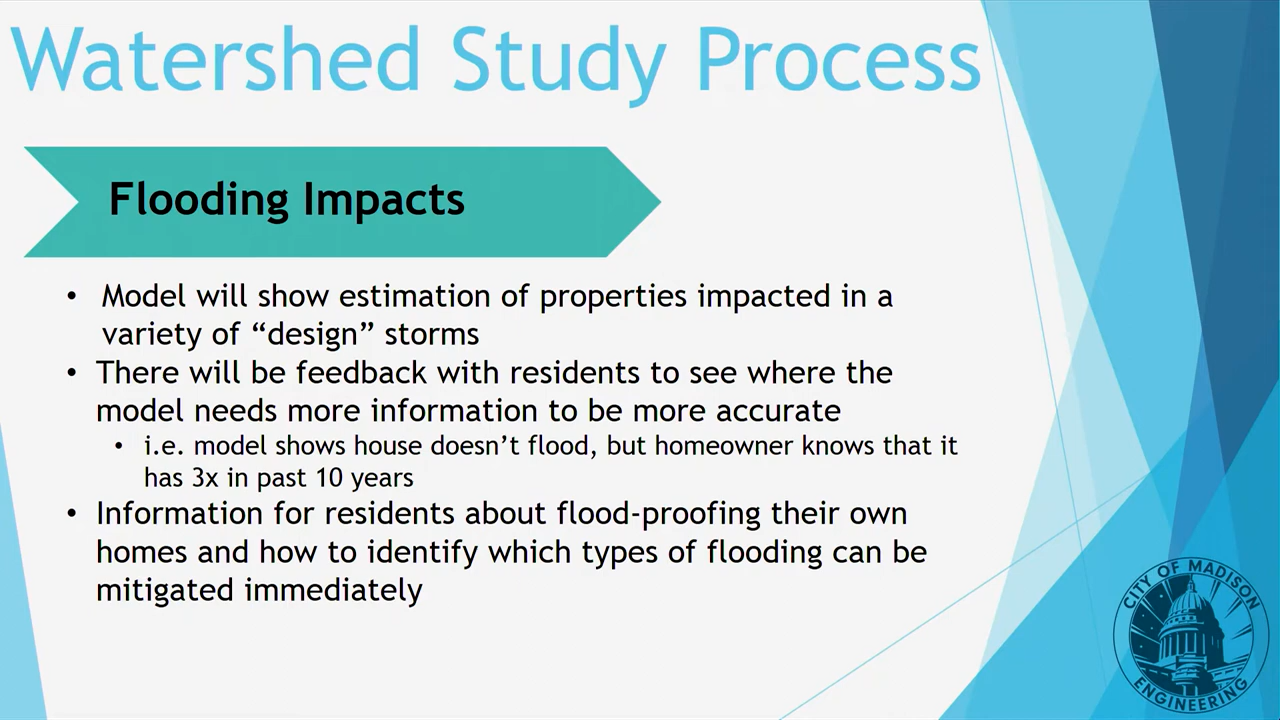 Watershed Study Process
Flooding Impacts
• Model will show estimation of properties impacted in a
variety of “design” storms
• There will be feedback with residents to see where the
model needs more information to be more accurate
• i.e. model shows house doesn’t flood, but homeowner knows that it
has 3x in past 10 years
• Information for residents about flood-proofing their own
homes and how to identify which types of flooding can be
mitigated immediately
CITY OF MADISON
ENGINEERING